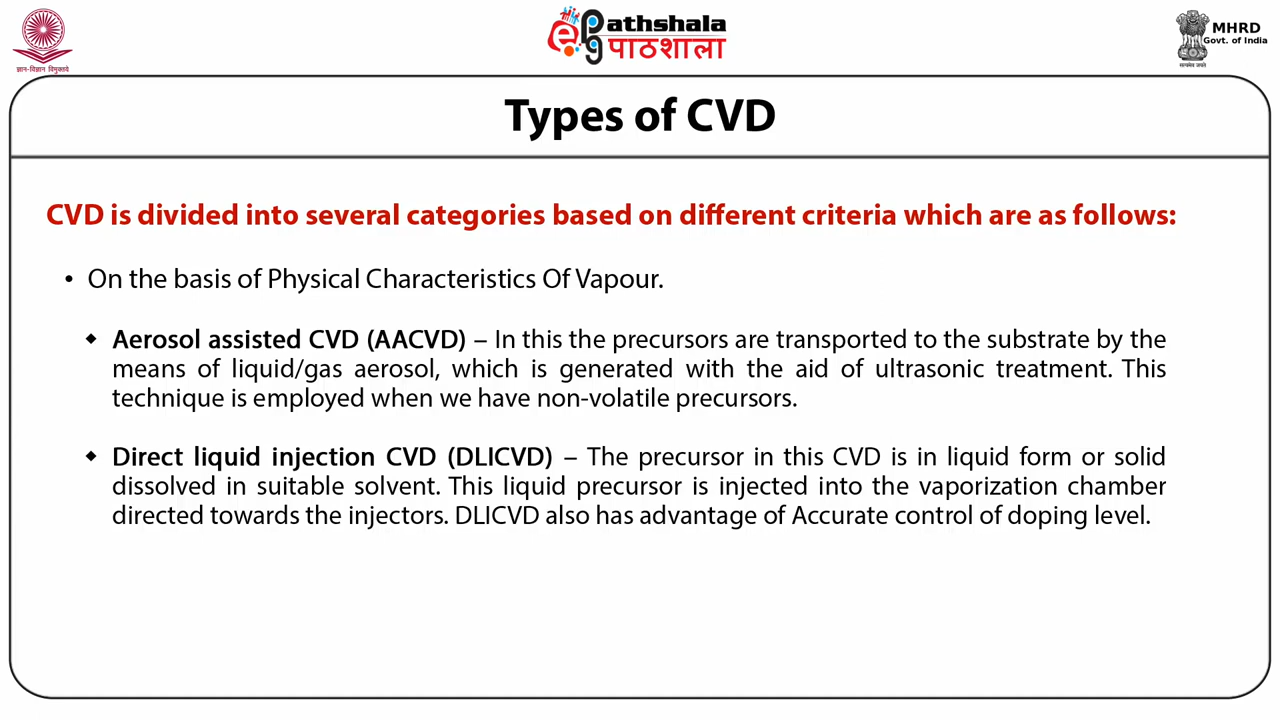 ज्ञान-विज्ञान विमुक्तये
ePathshala
पाठशाला
MHRD
Govt. of India
सत्यमेव जयते
Types of CVD
CVD is divided into several categories based on different criteria which are as follows:
• On the basis of Physical Characteristics Of Vapour.
◆ Aerosol assisted CVD (AACVD) – In this the precursors are transported to the substrate by the
means of liquid/gas aerosol, which is generated with the aid of ultrasonic treatment. This
technique is employed when we have non-volatile precursors.
◆ Direct liquid injection CVD (DLICVD) – The precursor in this CVD is in liquid form or solid
dissolved in suitable solvent. This liquid precursor is injected into the vaporization chamber
directed towards the injectors. DLICVD also has advantage of Accurate control of doping level.